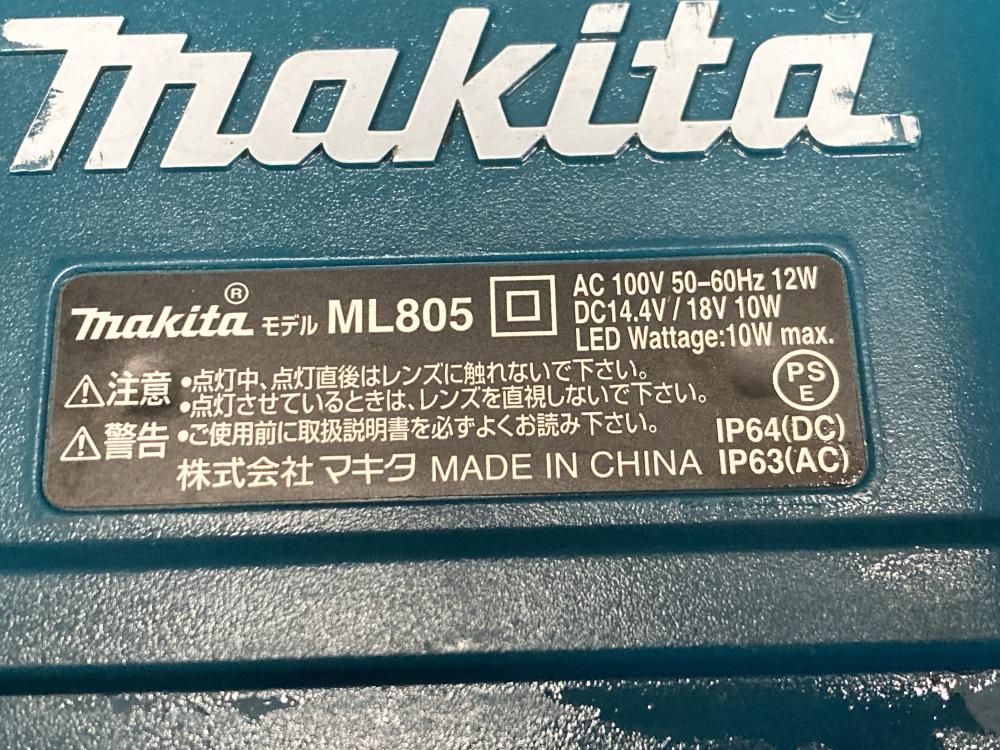 makita
makita® モデル ML805
AC 100V 50-60Hz 12W
DC14.4V / 18V 10W
LED Wattage:10W max.
⚠注意 •点灯中、点灯直後はレンズに触れないで下さい。
•点灯させているときは、レンズを直視しないで下さい。
⚠警告 •ご使用前に取扱説明書を必ずよくお読み下さい。
PS
E
IP64(DC)
株式会社 マキタ MADE IN CHINA IP63(AC)